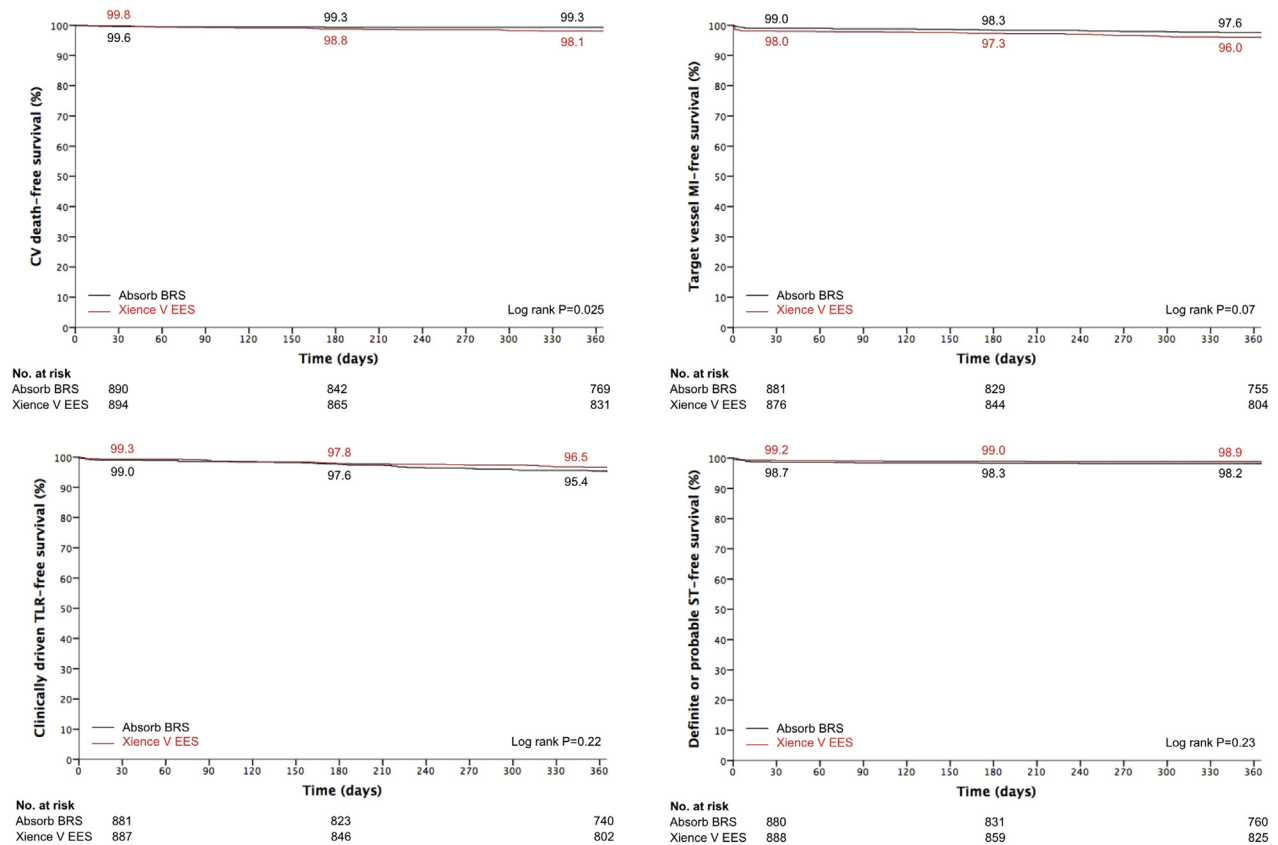 99.8 99.3 99.3
99.6 98.8 98.1
CV death-free survival (%)
100
90
80
70
60
50
40
30
20
10
0
Absorb BRS
Xience V EES
Log rank P=0.025
0 30 60 90 120 150 180 210 240 270 300 330 360
Time (days)
No. at risk
Absorb BRS 890 842 769
Xience V EES 894 865 831
99.0 98.3 97.6
98.0 97.3 96.0
Target vessel MI-free survival (%)
100
90
80
70
60
50
40
30
20
10
0
Absorb BRS
Xience V EES
Log rank P=0.07
0 30 60 90 120 150 180 210 240 270 300 330 360
Time (days)
No. at risk
Absorb BRS 881 829 755
Xience V EES 876 844 804
99.3 97.8 96.5
99.0 97.6 95.4
Clinically driven TLR-free survival (%)
100
90
80
70
60
50
40
30
20
10
0
Absorb BRS
Xience V EES
Log rank P=0.22
0 30 60 90 120 150 180 210 240 270 300 330 360
Time (days)
No. at risk
Absorb BRS 881 823 740
Xience V EES 887 846 802
99.2 99.0 98.9
98.7 98.3 98.2
Definite or probable ST-free survival (%)
100
90
80
70
60
50
40
30
20
10
0
Absorb BRS
Xience V EES
Log rank P=0.23
0 30 60 90 120 150 180 210 240 270 300 330 360
Time (days)
No. at risk
Absorb BRS 880 831 760
Xience V EES 888 859 825